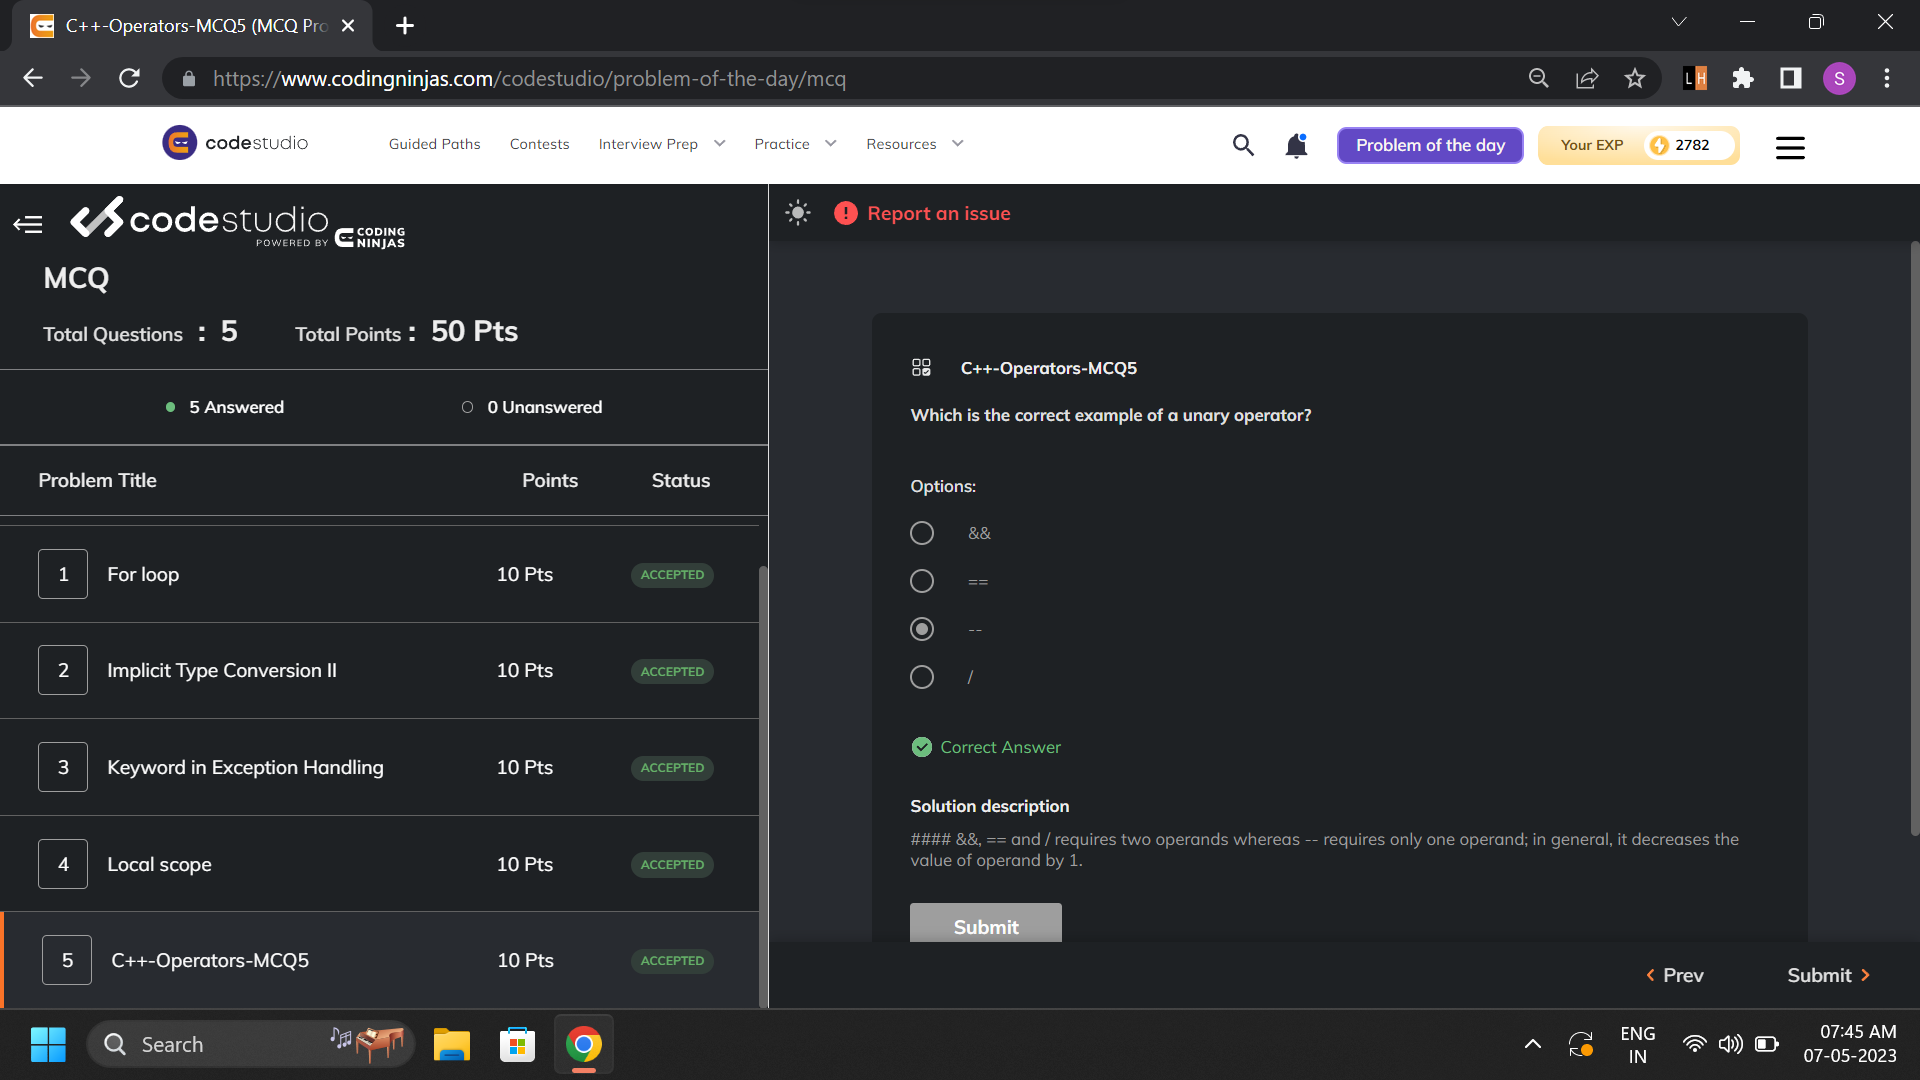 C++-Operators-MCQ5 (MCQ Pro
https://www.codingninjas.com/codestudio/problem-of-the-day/mcq
LH
S
codestudio
Guided Paths
Contests
Interview Prep
Practice
Resources
Problem of the day
Your EXP
2782
codestudio
POWERED BY
CODING
NINJAS
Report an issue
MCQ
Total Questions : 5
Total Points : 50 Pts
5 Answered
0 Unanswered
Problem Title
Points
Status
1
For loop
10 Pts
ACCEPTED
2
Implicit Type Conversion II
10 Pts
ACCEPTED
3
Keyword in Exception Handling
10 Pts
ACCEPTED
4
Local scope
10 Pts
ACCEPTED
5
C++-Operators-MCQ5
10 Pts
ACCEPTED
C++-Operators-MCQ5
Which is the correct example of a unary operator?
Options:
&&
==
--
/
Correct Answer
Solution description
#### &&, == and / requires two operands whereas -- requires only one operand; in general, it decreases the
value of operand by 1.
Submit
Prev
Submit
Search
ENG
IN
07:45 AM
07-05-2023